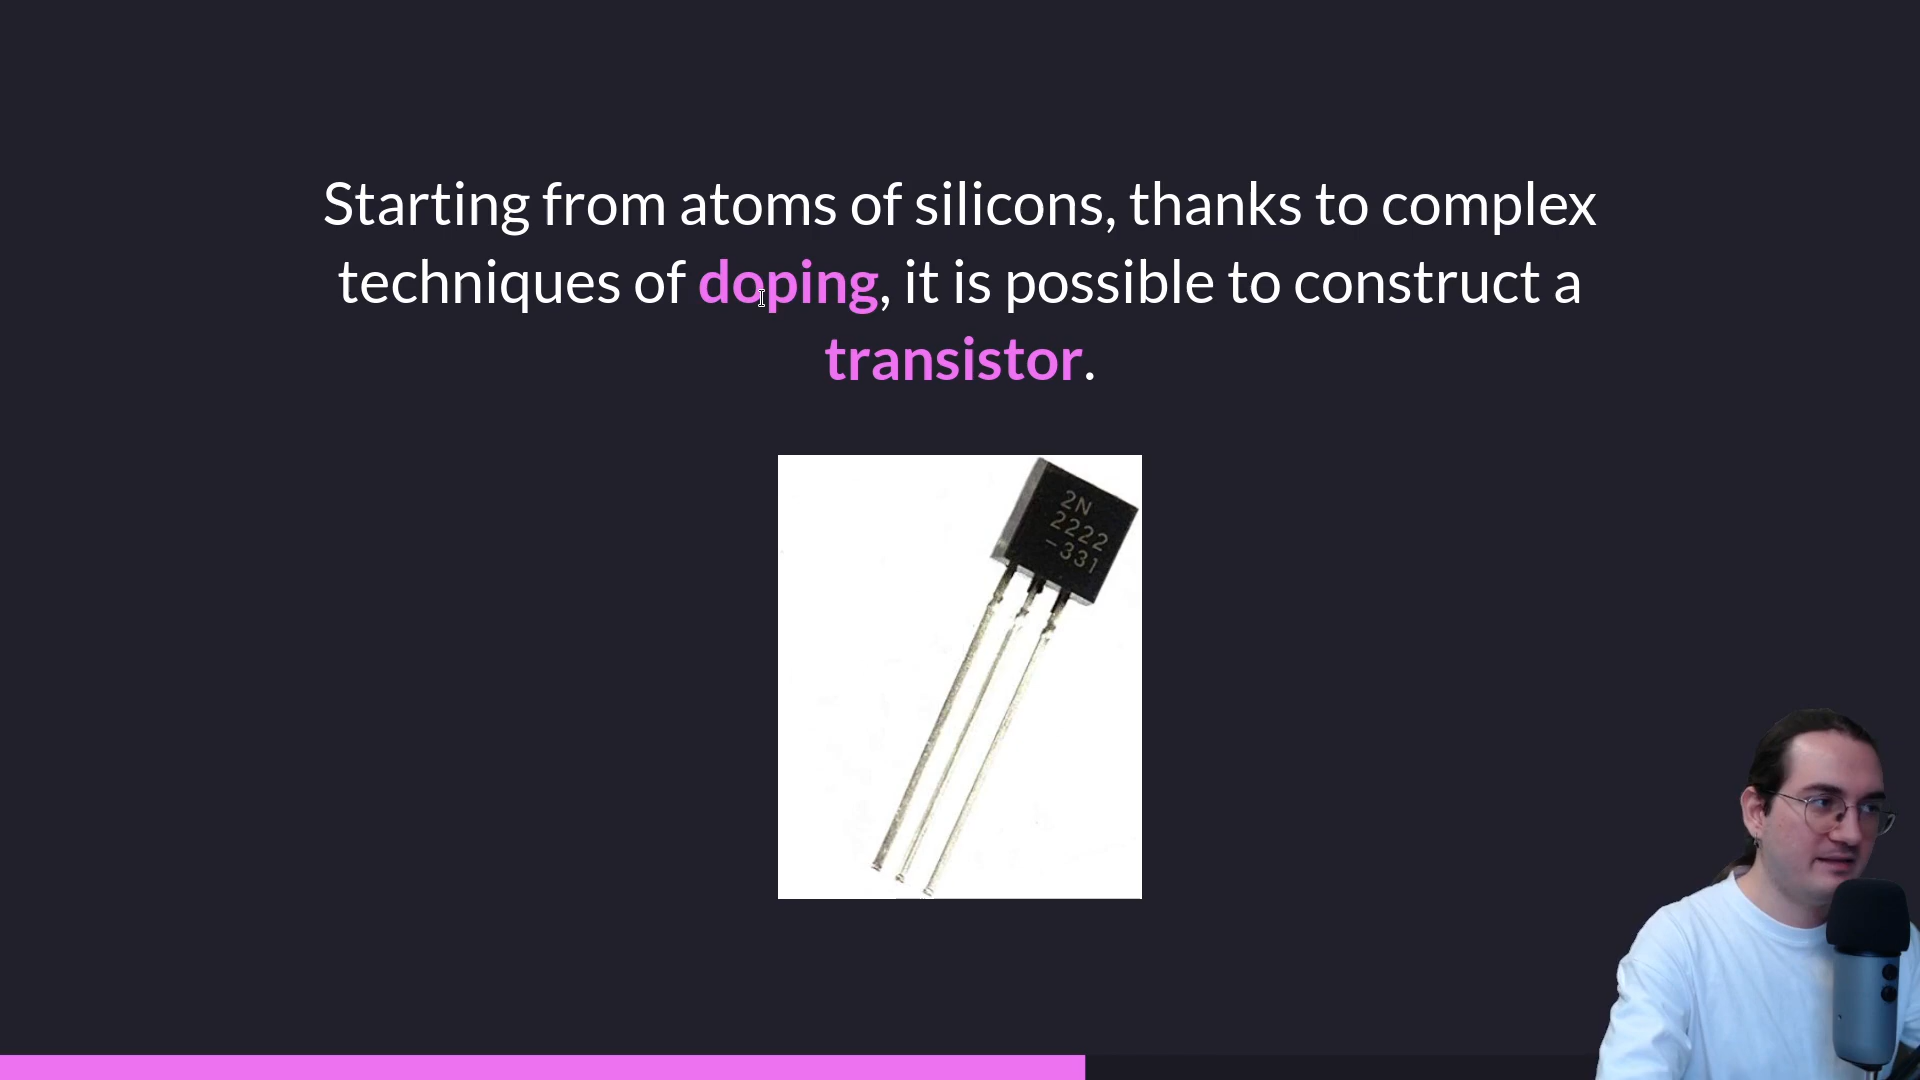 Starting from atoms of silicons, thanks to complex
techniques of doping, it is possible to construct a
transistor.
2N
2222
-331